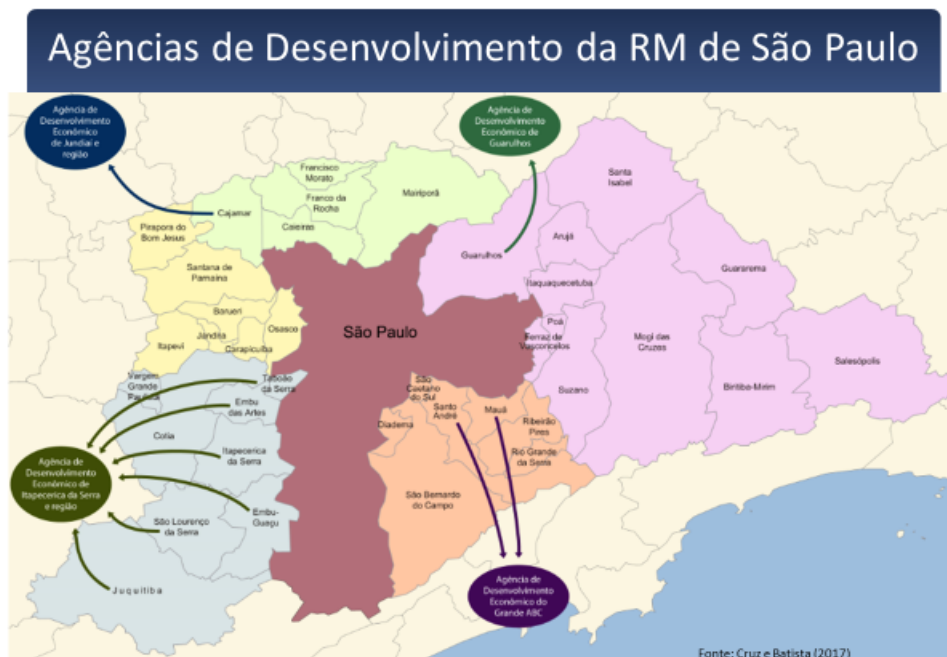 Agências de Desenvolvimento da RM de São Paulo
Agência de
Desenvolvimento
Econômico
de Jundiaí e
região
Agência de
Desenvolvimento
Econômico de
Guarulhos
Francisco
Morato
Mairiporã
Franco da
Rocha
Cajamar
Caieiras
Santa
Isabel
Pirapora do
Bom Jesus
Arujá
Guarulhos
Santana de
Parnaíba
Itaquaquecetuba
Guararema
Barueri
Osasco
Jandira
Itapevi
Carapicuíba
São Paulo
Poá
Ferraz de
Vasconcelos
Mogi das
Cruzes
Salesópolis
Suzano
Biritiba-Mirim
Vargem
Grande
Paulista
Taboão
da Serra
Embu
das Artes
São
Caetano
do Sul
Santo
André
Mauá
Diadema
Ribeirão
Pires
Cotia
Itapecerica
da Serra
Rio Grande
da Serra
Agência de
Desenvolvimento
Econômico de
Itapecerica da Serra
e região
São Bernardo
do Campo
Embu-
Guaçu
São Lourenço
da Serra
Juquitiba
Agência de
Desenvolvimento
Econômico do
Grande ABC
Fonte: Cruz e Batista (2017)